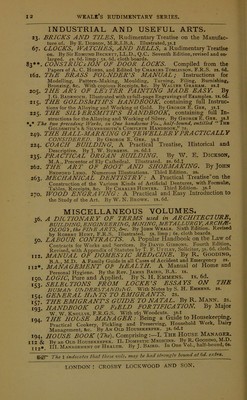 12 WEALE'S RUDIMENTARY SERIES.
INDUSTRIAL AND USEFUL ARTS.
23. BRICKS AND TILES, Rudimentary Treatise on the Manufac-
ture of. By E. DOBSON, M.R.I.B.A. Illustrated, 3s.
67. CLOCKS, WATCHES, AND BELLS, a Rudimentary Treatise
on. By Sir EDMUND BECKETT, LL.D., Q.C. Seventh Edition, revised and en-
larged. 4s. 6d. limp; 5s. 6d. cloth boards.
83**. CONSTRUCTION OF DOOR LOCKS. Compiled from the
Papers of A. C. HOBBS, and Edited by CHARLES TOMLINSON, F.R.S. 2s. 6d.
162. THE BRASS FOUNDER'S MANUAL; Instructions for
Modelling, Pattern-Making, Moulding, Turning, Filing, Burnishing,
Bronzing, &c. With copious Receipts, &c. By WALTER GRAHAM. 2s.‡
205. THE ART OF LETTER PAINTING MADE EASY. By
J. G. BADENOCH. Illustrated with 12 full-page Engravings of Examples. 1s. 6d.
215. THE GOLDSMITH'S HANDBOOK, containing full Instruc-
tions for the Alloying and Working of Gold. By GEORGE E. GEE, 3s.‡
225. THE SILVERSMITH'S HANDBOOK, containing full In-
structions for the Alloying and Working of Silver. By GEORGE E. GEE. 3s.‡
*** The two preceding Works, in One handsome Vol., half-bound, entitled "THE
GOLDSMITH'S & SILVERSMITH'S COMPLETE HANDBOOK," 7s.
249. THE HALL-MARKING OF JEWELLERY PRACTICALLY
CONSIDERED. By GEORGE E. GEE. 3s.‡
224. COACH BUILDING, A Practical Treatise, Historical and
Descriptive. By J. W. BURGESS. 2s. 6d.‡
235. PRACTICAL ORGAN BUILDING. By W. E. DICKSON,
M.A., Precentor of Ely Cathedral. Illustrated. 2s. 6d.‡
262. THE ART OF BOOT AND SHOEMAKING. By JOHN
BEDFORD LENO. Numerous Illustrations. Third Edition. 2s.
263. MECHANICAL DENTISTRY: A Practical Treatise on the
Construction of the Various Kinds of Artificial Dentures, with Formulæ,
Tables, Receipts, &c. By CHARLES HUNTER. Third Edition. 3s.‡
270. WOOD ENGRAVING: A Practical and Easy Introduction to
the Study of the Art. By W. N. BROWN. 1s. 6d.
MISCELLANEOUS VOLUMES.
36. A DICTIONARY OF TERMS used in ARCHITECTURE,
BUILDING, ENGINEERING, MINING, METALLURGY, ARCHÆ-
OLOGY, the FINE ARTS, &c. By JOHN WEALE. Sixth Edition. Revised
by ROBERT HUNT, F.R.S. Illustrated. 5s. limp; 6s. cloth boards.
50. LABOUR CONTRACTS. A Popular Handbook on the Law of
Contracts for Works and Services. By DAVID GIBBONS. Fourth Edition,
Revised, with Appendix of Statutes by T. F. UTTLEY, Solicitor. 3s. 6d. cloth.
112. MANUAL OF DOMESTIC MEDICINE. By R. GOODING,
B.A., M.D. A Family Guide in all Cases of Accident and Emergency 2s.
112*. MANAGEMENT OF HEALTH. A Manual of Home and
Personal Hygiene. By the Rev. JAMES BAIRD, B.A. 1s.
150. LOGIC, Pure and Applied. By S. H. EMMENS. 1s. 6d.
153. SELECTIONS FROM LOCKE'S ESSAYS ON THE
HUMAN UNDERSTANDING. With Notes by S. H. EMMENS. 2s.
154. GENERAL HINTS TO EMIGRANTS. 2s.
157. THE EMIGRANT'S GUIDE TO NATAL. By R. MANN. 2s.
193. HANDBOOK OF FIELD FORTIFICATION. By Major
W. W. KNOLLYS, F.R.G.S. With 163 Woodcuts. 3s.‡
194. THE HOUSE MANAGER: Being a Guide to Housekeeping,
Practical Cookery, Pickling and Preserving, Household Work, Dairy
Management, &c. By AN OLD HOUSEKEEPER. 3s. 6d.‡
194, HOUSE BOOK (The). Comprising:—I. THE HOUSE MANAGER.
112 & By an OLD HOUSEKEEPER. II. DOMESTIC MEDICINE. By R. GOODING, M.D.
112*. III. MANAGEMENT OF HEALTH. By J. BAIRD. In One Vol., half-bound, 6s.
The ‡ indicates that these vols. may be had strongly bound at 6d. extra.
LONDON: CROSBY LOCKWOOD AND SON,